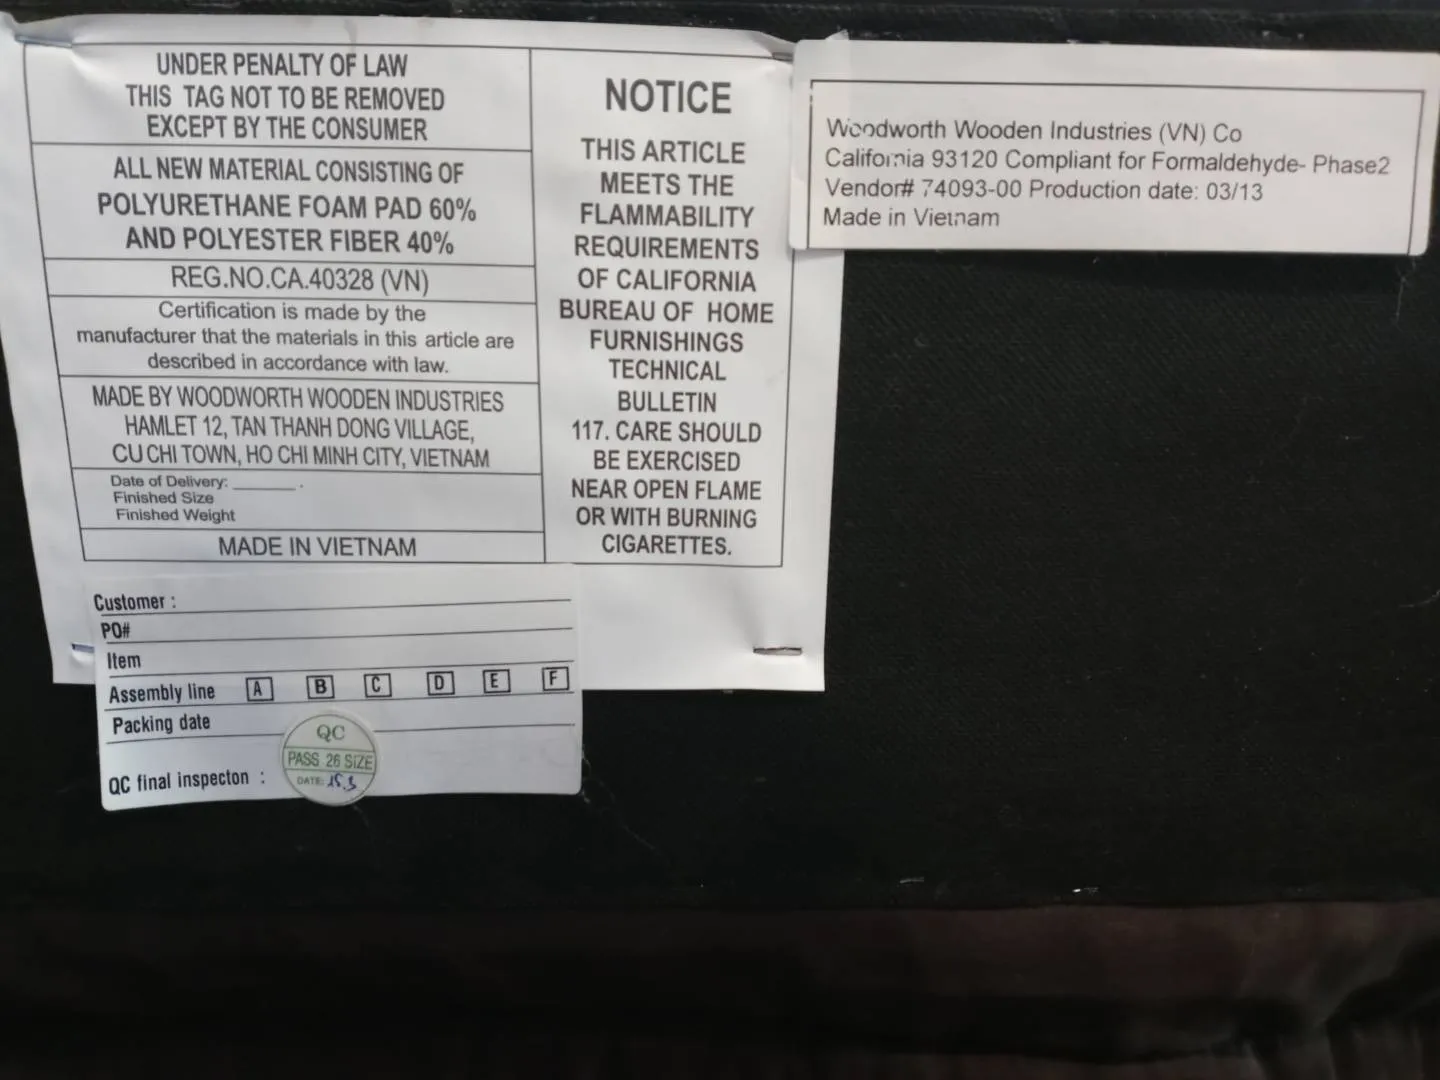 UNDER PENALTY OF LAW
THIS TAG NOT TO BE REMOVED
EXCEPT BY THE CONSUMER
ALL NEW MATERIAL CONSISTING OF
POLYURETHANE FOAM PAD 60%
AND POLYESTER FIBER 40%
REG.NO.CA.40328 (VN)
Certification is made by the
manufacturer that the materials in this article are
described in accordance with law.
MADE BY WOODWORTH WOODEN INDUSTRIES
HAMLET 12, TAN THANH DONG VILLAGE,
CU CHI TOWN, HO CHI MINH CITY, VIETNAM
Date of Delivery: ________ .
Finished Size
Finished Weight
MADE IN VIETNAM
NOTICE
THIS ARTICLE
MEETS THE
FLAMMABILITY
REQUIREMENTS
OF CALIFORNIA
BUREAU OF HOME
FURNISHINGS
TECHNICAL
BULLETIN
117. CARE SHOULD
BE EXERCISED
NEAR OPEN FLAME
OR WITH BURNING
CIGARETTES.
Woodworth Wooden Industries (VN) Co
California 93120 Compliant for Formaldehyde- Phase2
Vendor# 74093-00 Production date: 03/13
Made in Vietnam
Customer :
PO#
Item
Assembly line A B C D E F
Packing date
QC final inspecton :
QC
PASS 26 SIZE
DATE: 15.3